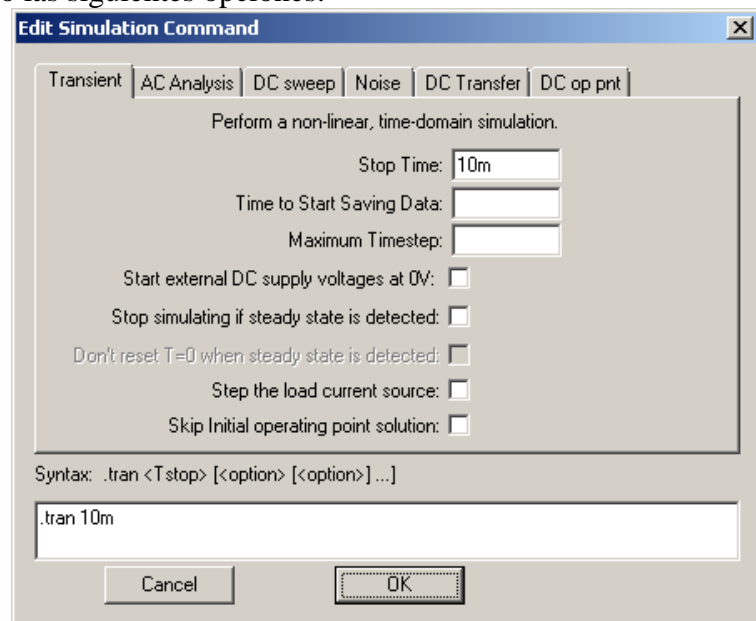 o las siguientes opciones:
Edit Simulation Command
Transient AC Analysis DC sweep Noise DC Transfer DC op pnt
Perform a non-linear, time-domain simulation.
Stop Time: 10m
Time to Start Saving Data:
Maximum Timestep:
Start external DC supply voltages at 0V:
Stop simulating if steady state is detected:
Don't reset T=0 when steady state is detected:
Step the load current source:
Skip Initial operating point solution:
Syntax: .tran <Tstop> [<option> [<option>] ...]
.tran 10m
Cancel OK